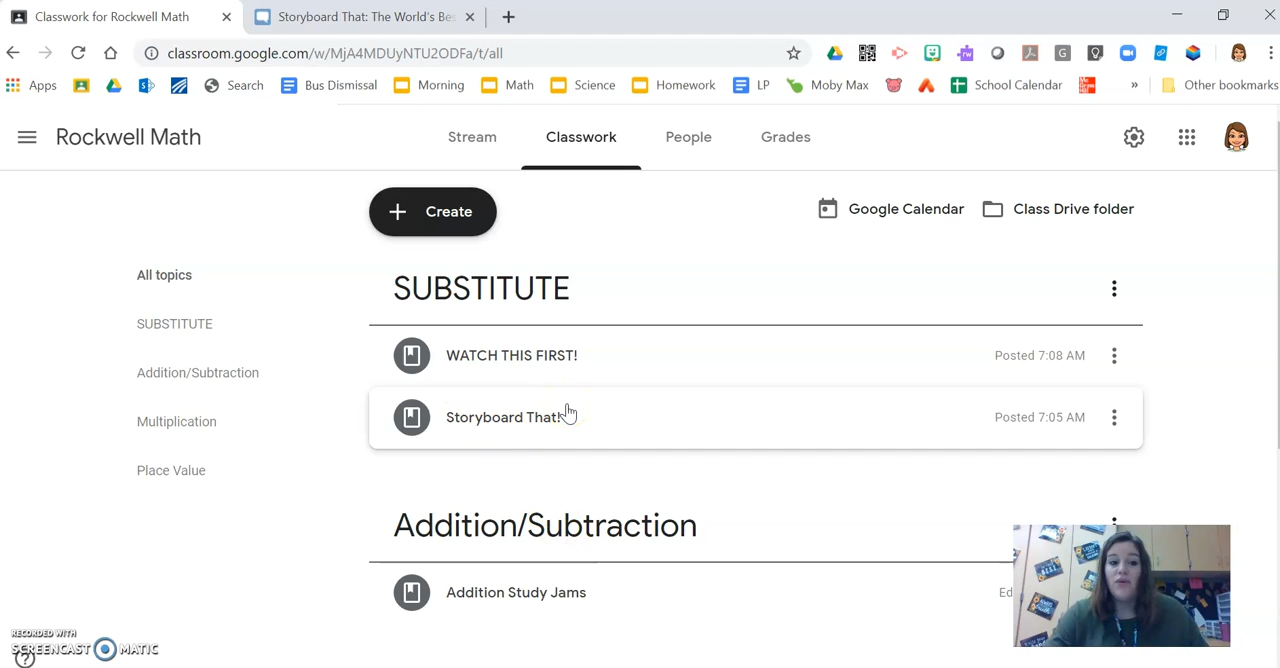 Classwork for Rockwell Math
Storyboard That: The World's Bes
classroom.google.com/w/MjA4MDUyNTU2ODFa/t/all
Apps
Search
Bus Dismissal
Morning
Math
Science
Homework
LP
Moby Max
School Calendar
»
Other bookmarks
Rockwell Math
Stream
Classwork
People
Grades
+ Create
Google Calendar
Class Drive folder
All topics
SUBSTITUTE
Addition/Subtraction
Multiplication
Place Value
SUBSTITUTE
WATCH THIS FIRST!
Posted 7:08 AM
Storyboard That!
Posted 7:05 AM
Addition/Subtraction
Addition Study Jams
Ed
RECORDED WITH
SCREENCAST MATIC